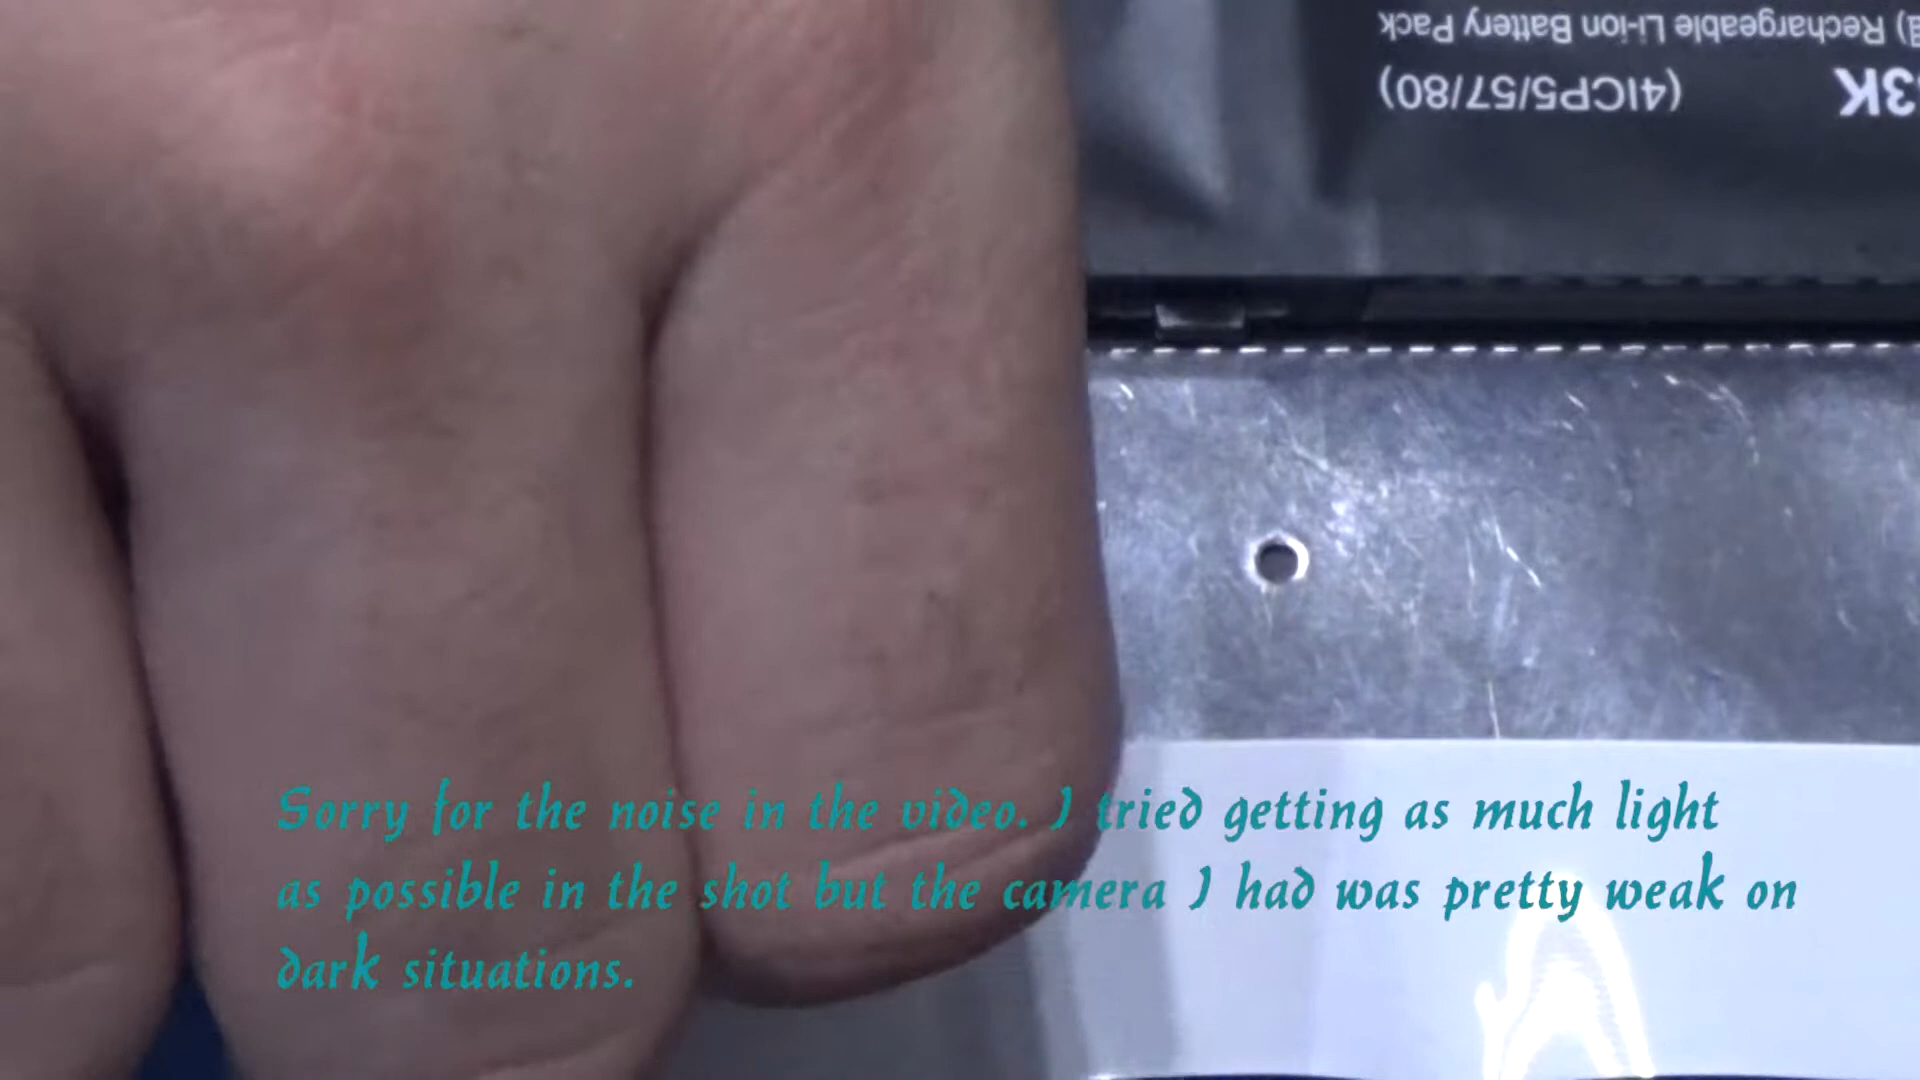 ) Rechargeable Li-ion Battery Pack
3K (4ICP5/57/80)
Sorry for the noise in the video. I tried getting as much light
as possible in the shot but the camera I had was pretty weak on
dark situations.